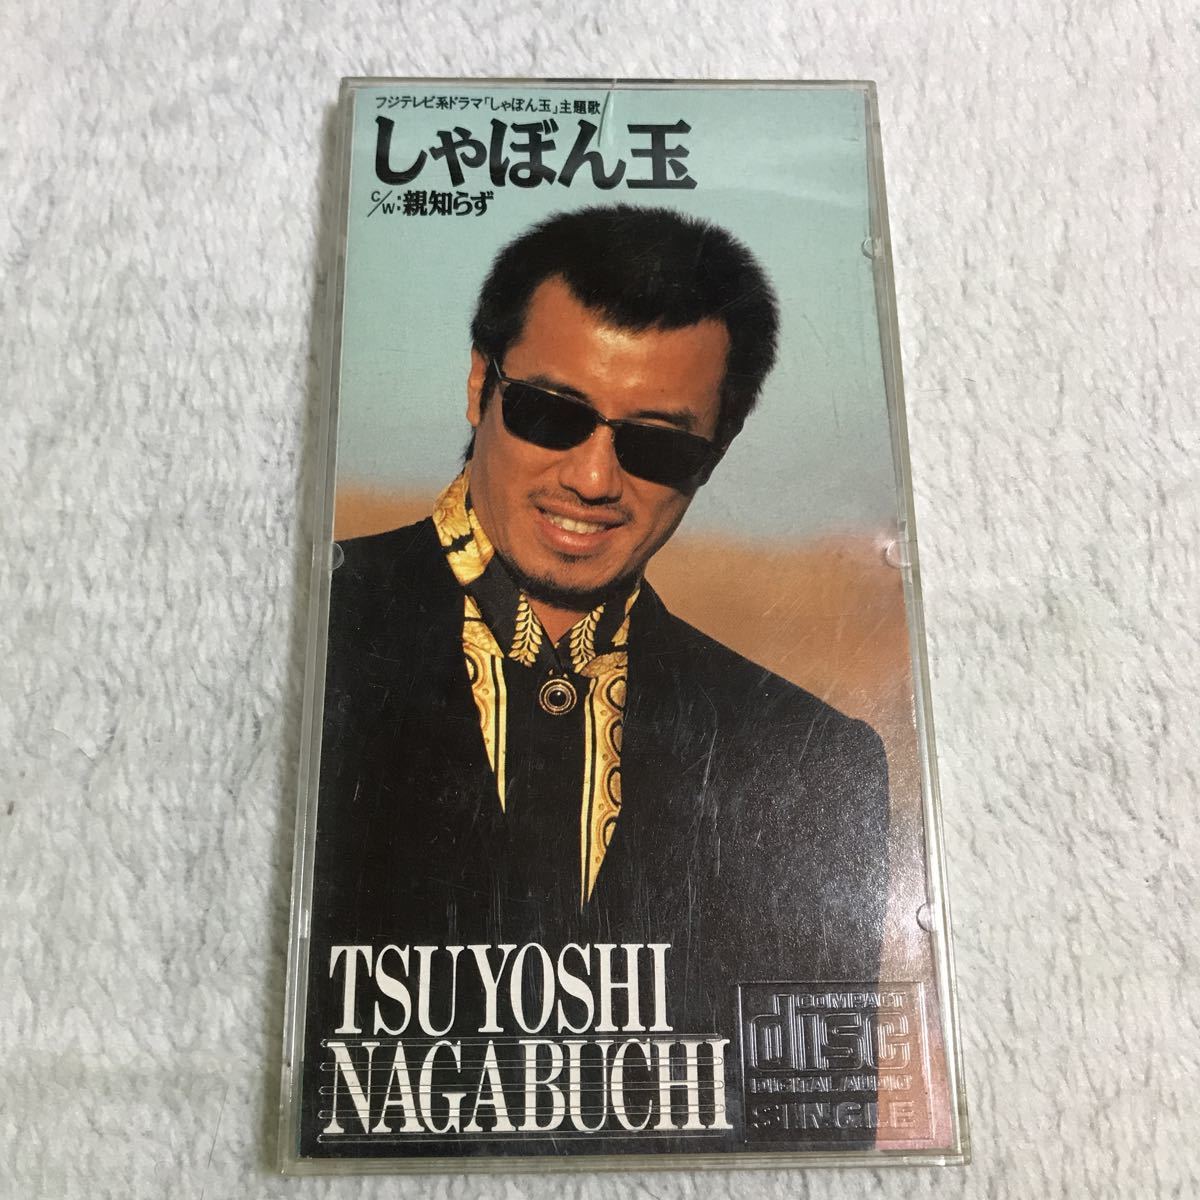 フジテレビ系ドラマ「しゃぼん玉」主題歌
しゃぼん玉
C/W:親知らず
TSUYOSHI
NAGABUCHI
COMPACT
disc
DIGITAL AUDIO
SINGLE